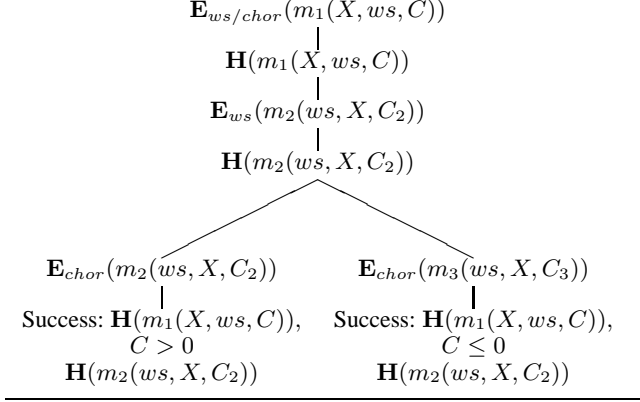 E_{ws/chor}(m_1(X, ws, C))
H(m_1(X, ws, C))
E_{ws}(m_2(ws, X, C_2))
H(m_2(ws, X, C_2))
E_{chor}(m_2(ws, X, C_2)) E_{chor}(m_3(ws, X, C_3))
Success: H(m_1(X, ws, C)), Success: H(m_1(X, ws, C)),
C > 0 C ≤ 0
H(m_2(ws, X, C_2)) H(m_2(ws, X, C_2))